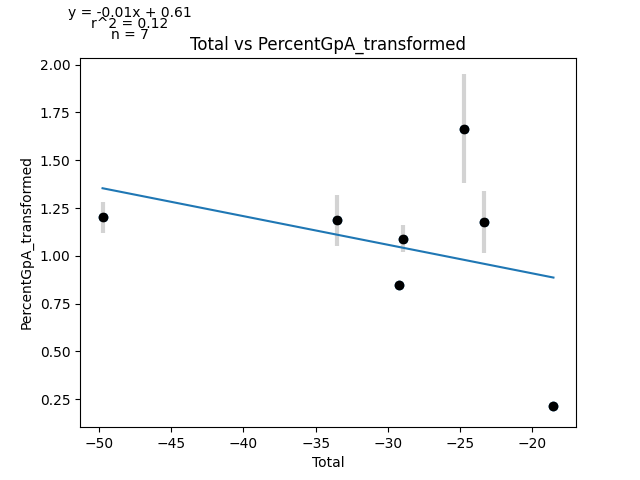 y = -0.01x + 0.61
r^2 = 0.12
n = 7
Total vs PercentGpA_transformed
2.00
1.75
1.50
1.25
1.00
0.75
0.50
0.25
PercentGpA_transformed
−50
−45
−40
−35
−30
−25
−20
Total